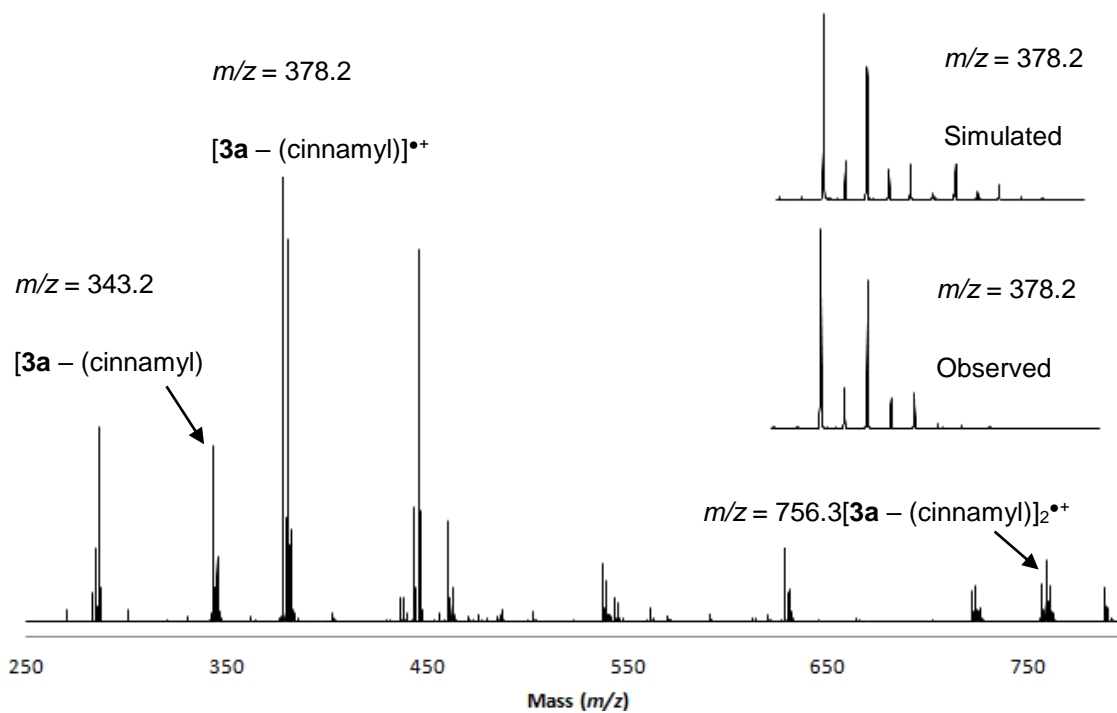 m/z = 378.2
[3a – (cinnamyl)]•+
m/z = 343.2
[3a – (cinnamyl)
m/z = 378.2
Simulated
m/z = 378.2
Observed
m/z = 756.3[3a – (cinnamyl)]2•+
250 350 450 550 650 750
Mass (m/z)